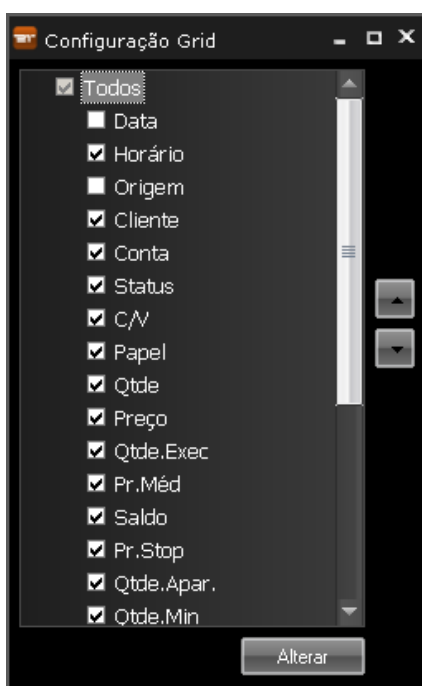 Configuração Grid
Todos
Data
Horário
Origem
Cliente
Conta
Status
C/V
Papel
Qtde
Preço
Qtde.Exec
Pr.Méd
Saldo
Pr.Stop
Qtde.Apar.
Qtde.Min
Alterar